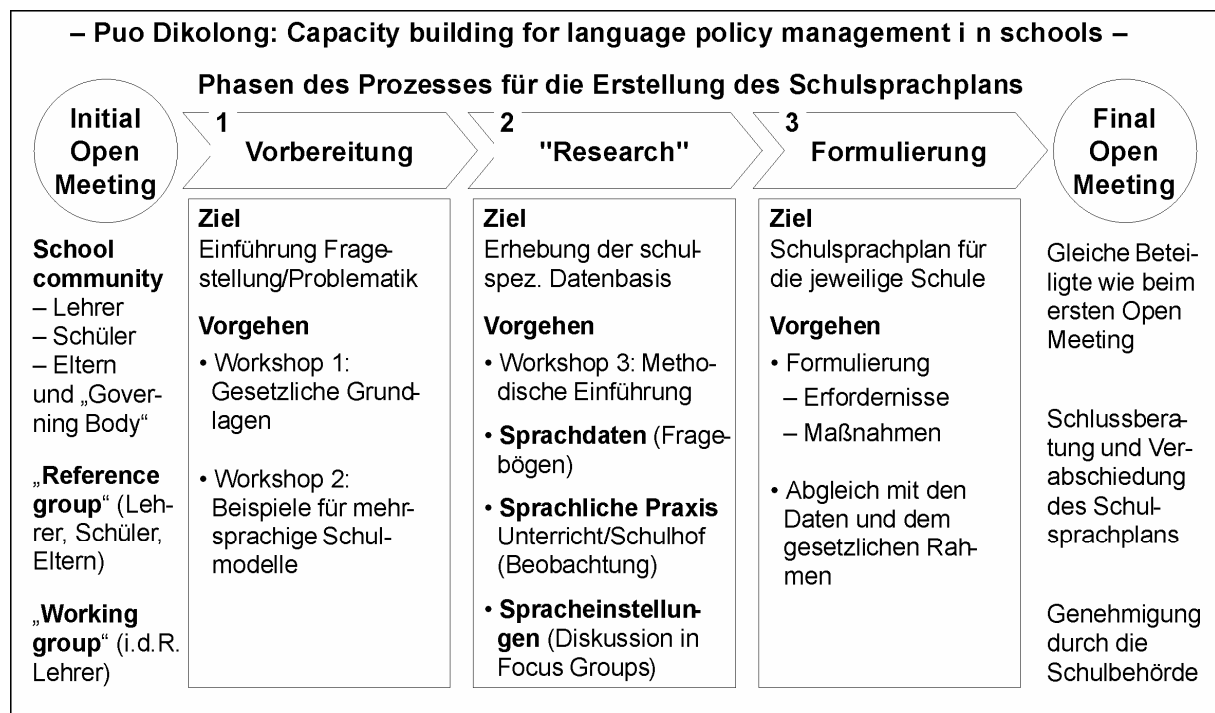 – Puo Dikolong: Capacity building for language policy management i n schools –
Phasen des Prozesses für die Erstellung des Schulsprachplans
Initial
Open
Meeting
1
Vorbereitung
2
"Research"
3
Formulierung
Final
Open
Meeting
School
community
– Lehrer
– Schüler
– Eltern
und „Gover-
ning Body“
„Reference
group“ (Leh-
rer, Schüler,
Eltern)
„Working
group“ (i.d.R.
Lehrer)
Ziel
Einführung Frage-
stellung/Problematik
Vorgehen
• Workshop 1:
Gesetzliche Grund-
lagen
• Workshop 2:
Beispiele für mehr-
sprachige Schul-
modelle
Ziel
Erhebung der schul-
spez. Datenbasis
Vorgehen
• Workshop 3: Metho-
dische Einführung
• Sprachdaten (Frage-
bögen)
• Sprachliche Praxis
Unterricht/Schulhof
(Beobachtung)
• Spracheinstellun-
gen (Diskussion in
Focus Groups)
Ziel
Schulsprachplan für
die jeweilige Schule
Vorgehen
• Formulierung
– Erfordernisse
– Maßnahmen
• Abgleich mit den
Daten und dem
gesetzlichen Rah-
men
Gleiche Betei-
ligte wie beim
ersten Open
Meeting
Schlussbera-
tung und Ver-
abschiedung
des Schul-
sprachplans
Genehmigung
durch die
Schulbehörde